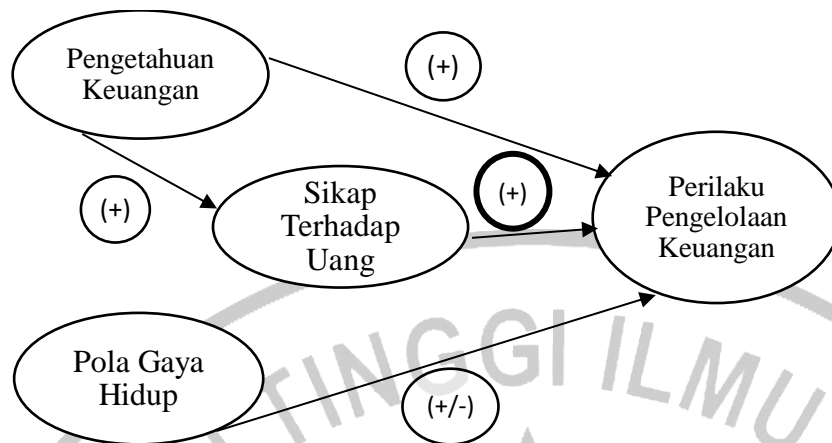 Pengetahuan
Keuangan
(+)
(+)
Sikap
Terhadap
Uang
(+)
Perilaku
Pengelolaan
Keuangan
Pola Gaya
Hidup
(+/-)
TINGGI ILMU